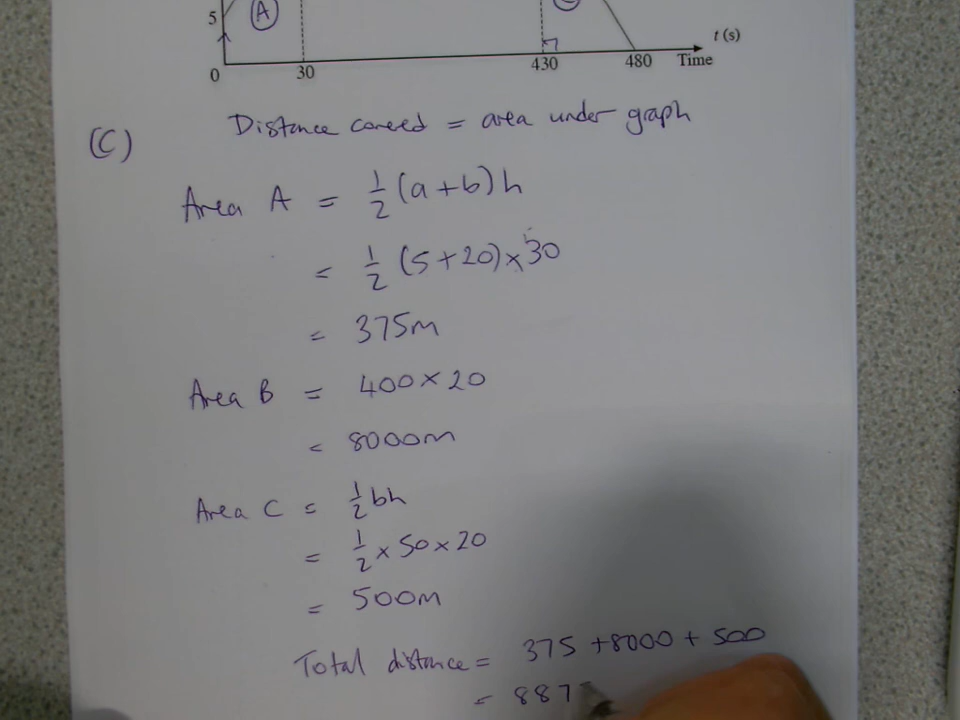 5 A
t (s)
0 30 430 480 Time
(C) Distance covered = area under graph
Area A = 1/2 (a+b)h
= 1/2 (5+20)×30
= 375m
Area B = 400×20
= 8000m
Area C = 1/2 bh
= 1/2 × 50×20
= 500m
Total distance = 375 +8000 + 500
= 887